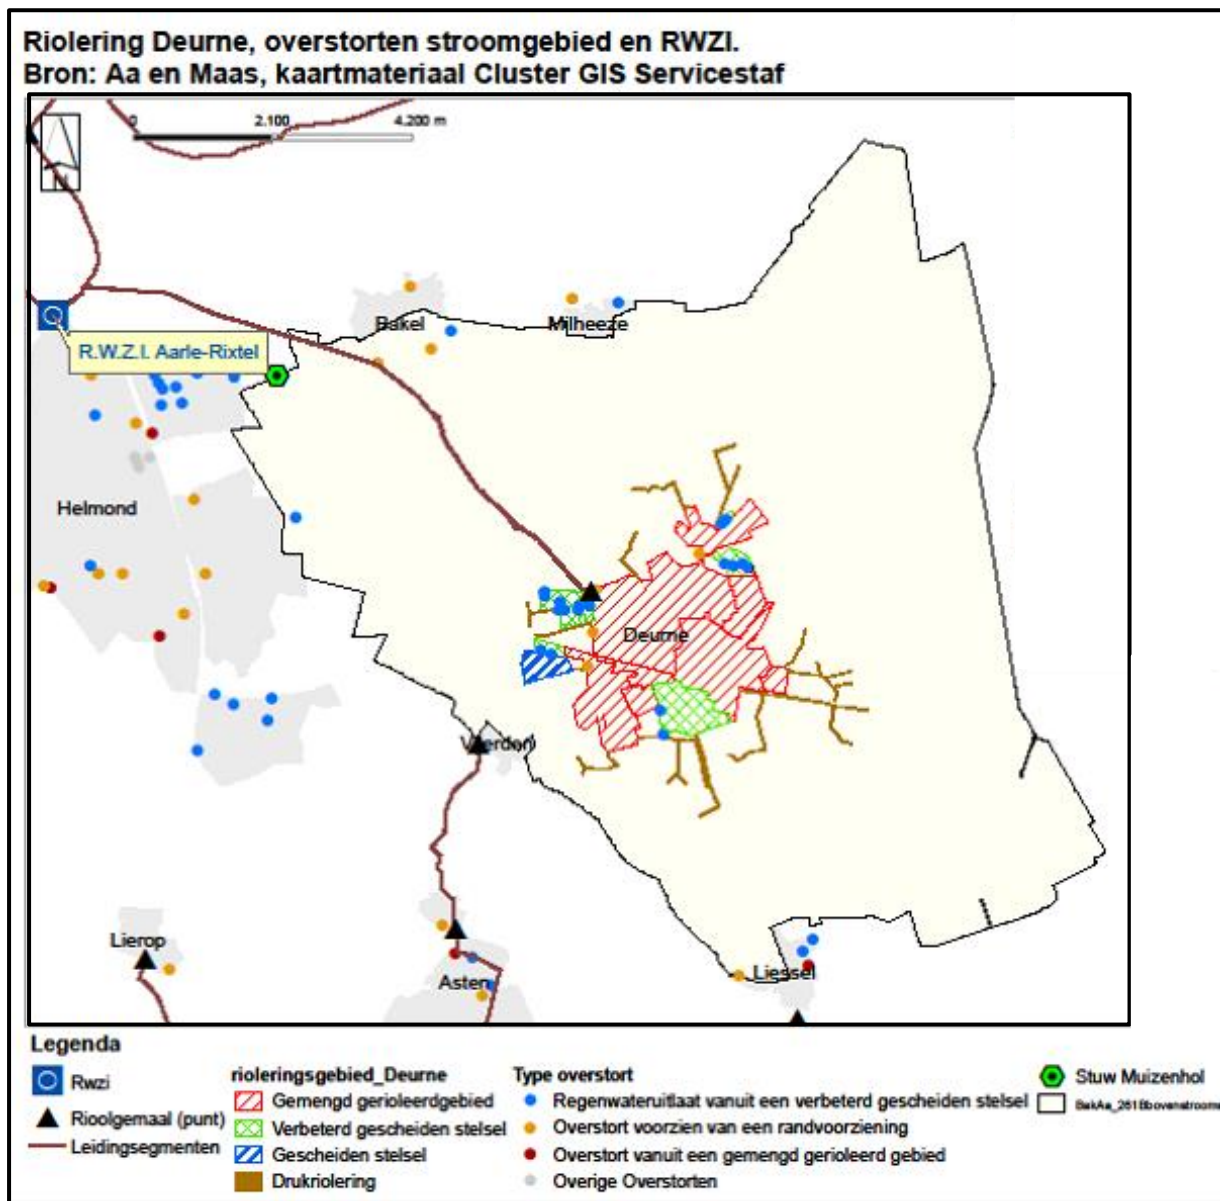 Riolering Deurne, overstorten stroomgebied en RWZI.
Bron: Aa en Maas, kaartmateriaal Cluster GIS Servicestaf
0 2.100 4.200 m
N
Bakel
Milheeze
R.W.Z.I. Aarle-Rixtel
Helmond
Deurne
Lierop
Asten
Liessel
Legenda
Rwzi
Rioolgemaal (punt)
Leidingsegmenten
rioleringsgebied_Deurne
Gemengd gerioleerdgebied
Verbeterd gescheiden stelsel
Gescheiden stelsel
Drukriolering
Type overstort
Regenwateruitlaat vanuit een verbeterd gescheiden stelsel
Overstort voorzien van een randvoorziening
Overstort vanuit een gemengd gerioleerd gebied
Overige Overstorten
Stuw Muizenhol